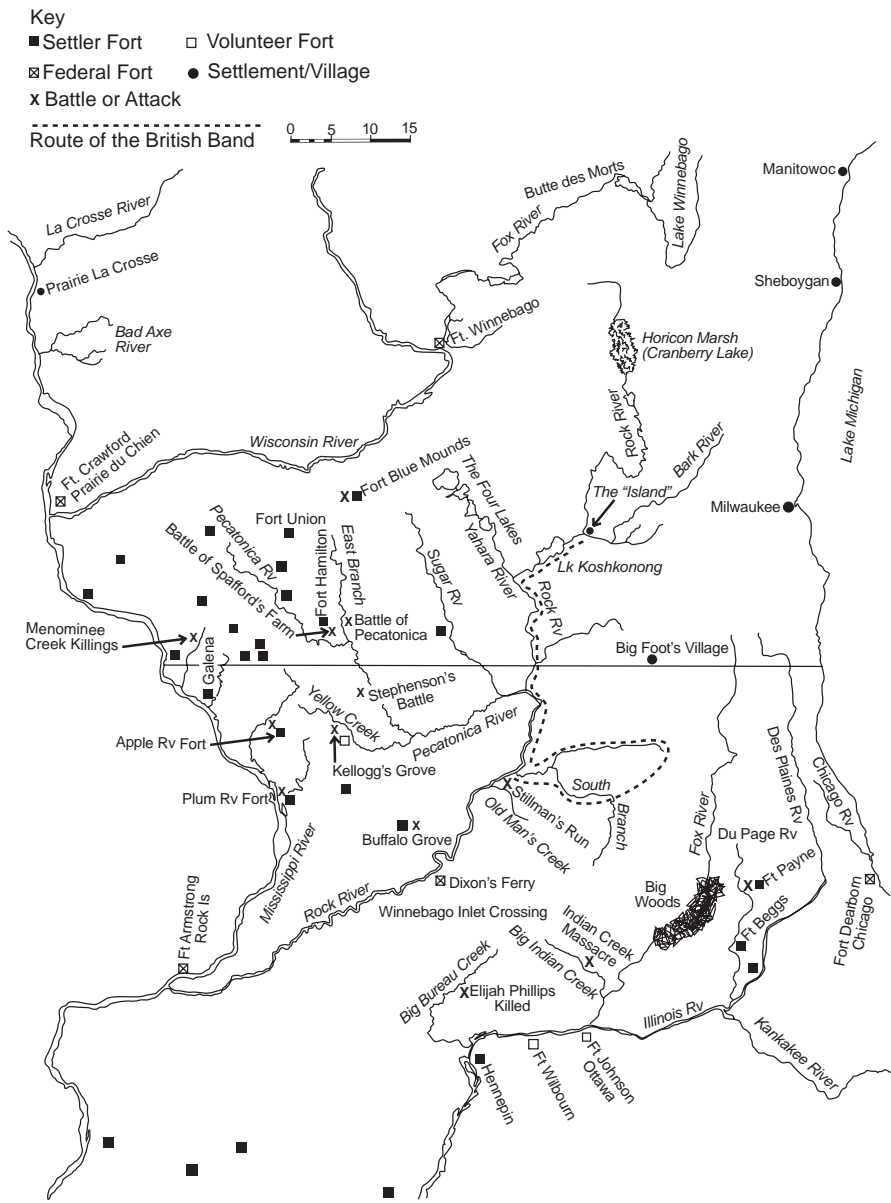 Key
Settler Fort
Volunteer Fort
Federal Fort
Settlement/Village
x Battle or Attack
Route of the British Band
0 5 10 15
Butte des Morts
Manitowoc
La Crosse River
Fox River
Lake Winnebago
Prairie La Crosse
Sheboygan
Bad Axe
River
Ft. Winnebago
Horicon Marsh
(Cranberry Lake)
Lake Michigan
Rock River
Wisconsin River
Bark River
Ft. Crawford
Prairie du Chien
x
Fort Blue Mounds
The Four Lakes
The “Island”
Milwaukee
Pecatonica Rv
Fort Union
East Branch
Yahara River
Sugar Rv
Lk Koshkonong
Battle of Spafford's Farm
Fort Hamilton
Rock Rv
x
x
Battle of
Pecatonica
Menominee
Creek Killings
x
Big Foot's Village
Galena
x
Stephenson's
Battle
Yellow Creek
Pecatonica River
Apple Rv Fort
x
x
Kellogg's Grove
Des Plaines Rv
Chicago Rv
South
Branch
Plum Rv Fort
x
x
Stillman's Run
Old Man's Creek
Fox River
Mississippi River
x
Buffalo Grove
Du Page Rv
Rock River
Dixon's Ferry
Big
Woods
x
Ft Payne
Fort Dearborn
Chicago
Winnebago Inlet Crossing
Indian Creek
Massacre
Ft Beggs
Ft Armstrong
Rock Is
Big Indian Creek
x
Big Bureau Creek
x
Elijah Phillips
Killed
Illinois Rv
Kankakee River
Hennepin
Ft Wilbourn
Ft Johnson
Ottawa